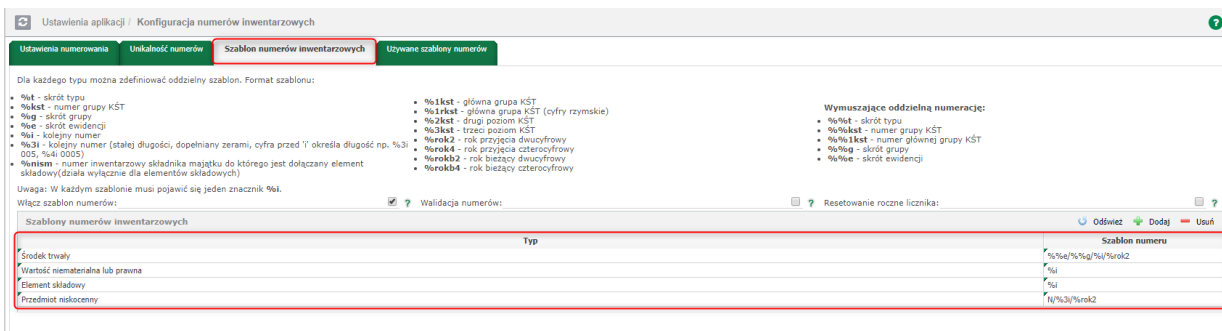 Ustawienia aplikacji / Konfiguracja numerów inwentarzowych
?
Ustawienia numerowania
Unikalność numerów
Szablon numerów inwentarzowych
Używane szablony numerów
Dla każdego typu można zdefiniować oddzielny szablon. Format szablonu:
%t - skrót typu
%kst - numer grupy KŚT
%g - skrót grupy
%e - skrót ewidencji
%i - kolejny numer
%3i - kolejny numer (stałej długości, dopełniany zerami, cyfra przed 'i' określa długość np. %3i
005, %4i 0005)
%nism - numer inwentarzowy składnika majątku do którego jest dołączany element
składowy(działa wyłącznie dla elementów składowych)
%1kst - główna grupa KŚT
%1rkst - główna grupa KŚT (cyfry rzymskie)
%2kst - drugi poziom KŚT
%3kst - trzeci poziom KŚT
%rok2 - rok przyjęcia dwucyfrowy
%rok4 - rok przyjęcia czterocyfrowy
%rokb2 - rok bieżący dwucyfrowy
%rokb4 - rok bieżący czterocyfrowy
Wymuszające oddzielną numerację:
%%t - skrót typu
%%kst - numer grupy KŚT
%%1kst - numer głównej grupy KŚT
%%g - skrót grupy
%%e - skrót ewidencji
Uwaga: W każdym szablonie musi pojawić się jeden znacznik %i.
Włącz szablon numerów: ? Walidacja numerów: ? Resetowanie roczne licznika: ?
Szablony numerów inwentarzowych Odśwież Dodaj Usuń
Typ Szablon numeru
Środek trwały %%e/%%g/%i/%rok2
Wartość niematerialna lub prawna %i
Element składowy %i
Przedmiot niskocenny N/%3i/%rok2